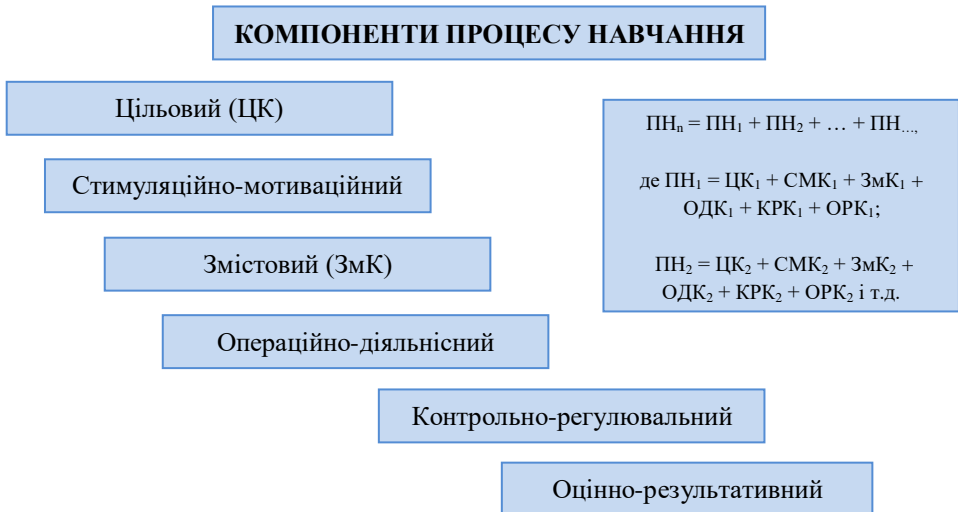 КОМПОНЕНТИ ПРОЦЕСУ НАВЧАННЯ
Цільовий (ЦК)
Стимуляційно-мотиваційний
Змістовий (ЗмК)
Операційно-діяльнісний
Контрольно-регулювальний
Оцінно-результативний
ПНₙ = ПН₁ + ПН₂ + … + ПН…,
де ПН₁ = ЦК₁ + СМК₁ + ЗмК₁ +
ОДК₁ + КРК₁ + ОРК₁;
ПН₂ = ЦК₂ + СМК₂ + ЗмК₂ +
ОДК₂ + КРК₂ + ОРК₂ і т.д.